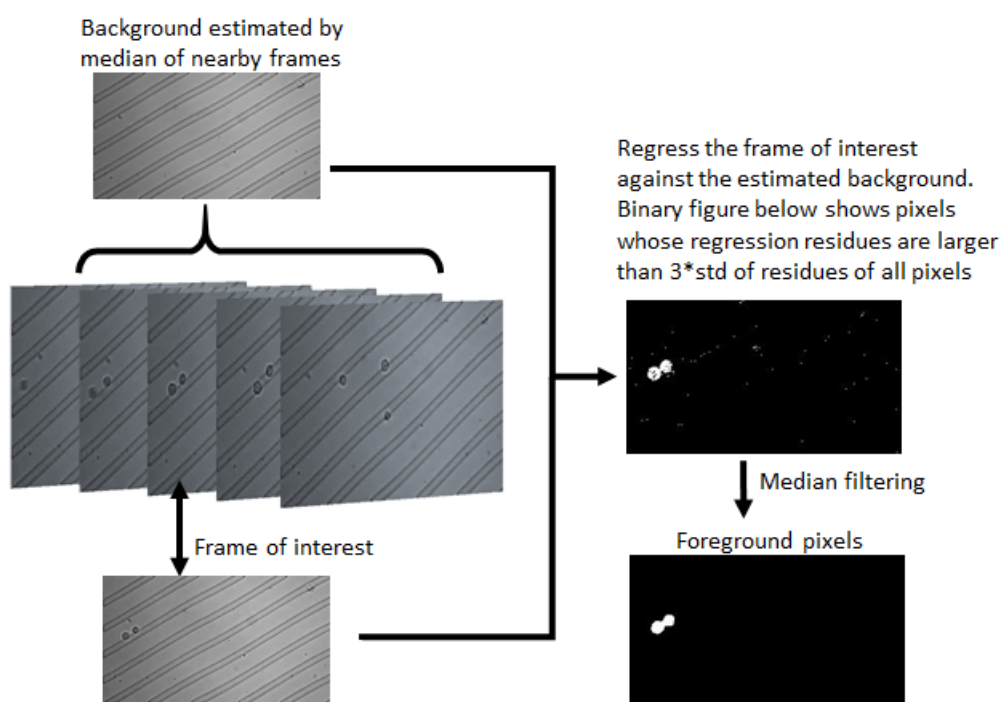 Background estimated by
median of nearby frames
Regress the frame of interest
against the estimated background.
Binary figure below shows pixels
whose regression residues are larger
than 3*std of residues of all pixels
Median filtering
Frame of interest
Foreground pixels